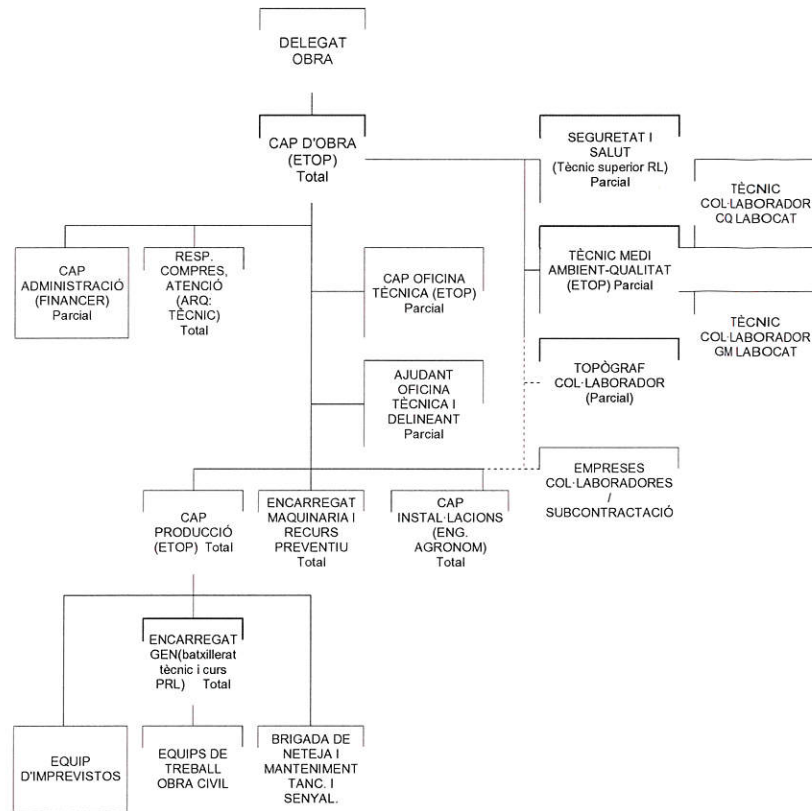 DELEGAT
OBRA
CAP D'OBRA
(ETOP)
Total
SEGURETAT I
SALUT
(Tècnic superior RL)
Parcial
TÈCNIC
COL·LABORADOR
CQ LABOCAT
CAP
ADMINISTRACIÓ
(FINANCER)
Parcial
RESP.
COMPRES,
ATENCIÓ
(ARQ:
TÈCNIC)
Total
CAP OFICINA
TÈCNICA (ETOP)
Parcial
TÈCNIC MEDI
AMBIENT-QUALITAT
(ETOP) Parcial
TÈCNIC
COL·LABORADOR
GM LABOCAT
AJUDANT
OFICINA
TÈCNICA I
DELINEANT
Parcial
TOPÒGRAF
COL·LABORADOR
(Parcial)
EMPRESES
COL·LABORADORES
/
SUBCONTRACTACIÓ
CAP
PRODUCCIÓ
(ETOP) Total
ENCARREGAT
MAQUINARIA I
RECURS
PREVENTIU
Total
CAP
INSTAL·LACIONS
(ENG.
AGRONOM)
Total
ENCARREGAT
GEN(batxillerat
tècnic i curs
PRL) Total
EQUIP
D'IMPREVISTOS
EQUIPS DE
TREBALL
OBRA CIVIL
BRIGADA DE
NETEJA I
MANTENIMENT
TANC. I
SENYAL.